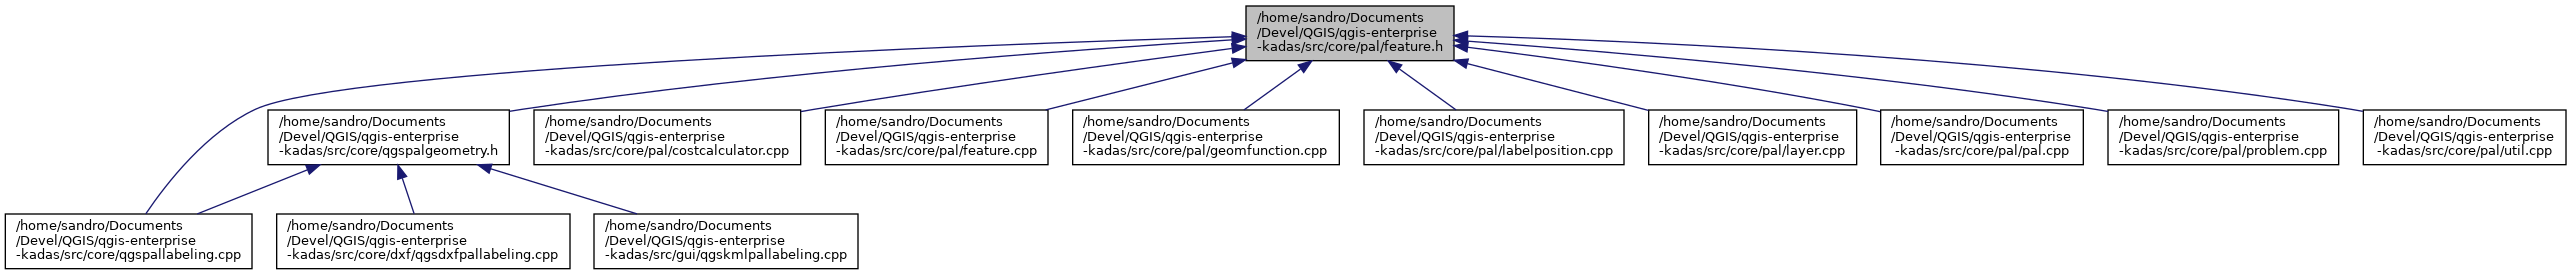 /home/sandro/Documents
/Devel/QGIS/qgis-enterprise
-kadas/src/core/pal/feature.h
/home/sandro/Documents
/Devel/QGIS/qgis-enterprise
-kadas/src/core/qgspalgeometry.h
/home/sandro/Documents
/Devel/QGIS/qgis-enterprise
-kadas/src/core/pal/costcalculator.cpp
/home/sandro/Documents
/Devel/QGIS/qgis-enterprise
-kadas/src/core/pal/feature.cpp
/home/sandro/Documents
/Devel/QGIS/qgis-enterprise
-kadas/src/core/pal/geomfunction.cpp
/home/sandro/Documents
/Devel/QGIS/qgis-enterprise
-kadas/src/core/pal/labelposition.cpp
/home/sandro/Documents
/Devel/QGIS/qgis-enterprise
-kadas/src/core/pal/layer.cpp
/home/sandro/Documents
/Devel/QGIS/qgis-enterprise
-kadas/src/core/pal/pal.cpp
/home/sandro/Documents
/Devel/QGIS/qgis-enterprise
-kadas/src/core/pal/problem.cpp
/home/sandro/Documents
/Devel/QGIS/qgis-enterprise
-kadas/src/core/pal/util.cpp
/home/sandro/Documents
/Devel/QGIS/qgis-enterprise
-kadas/src/core/qgspallabeling.cpp
/home/sandro/Documents
/Devel/QGIS/qgis-enterprise
-kadas/src/core/dxf/qgsdxfpallabeling.cpp
/home/sandro/Documents
/Devel/QGIS/qgis-enterprise
-kadas/src/gui/qgskmlpallabeling.cpp